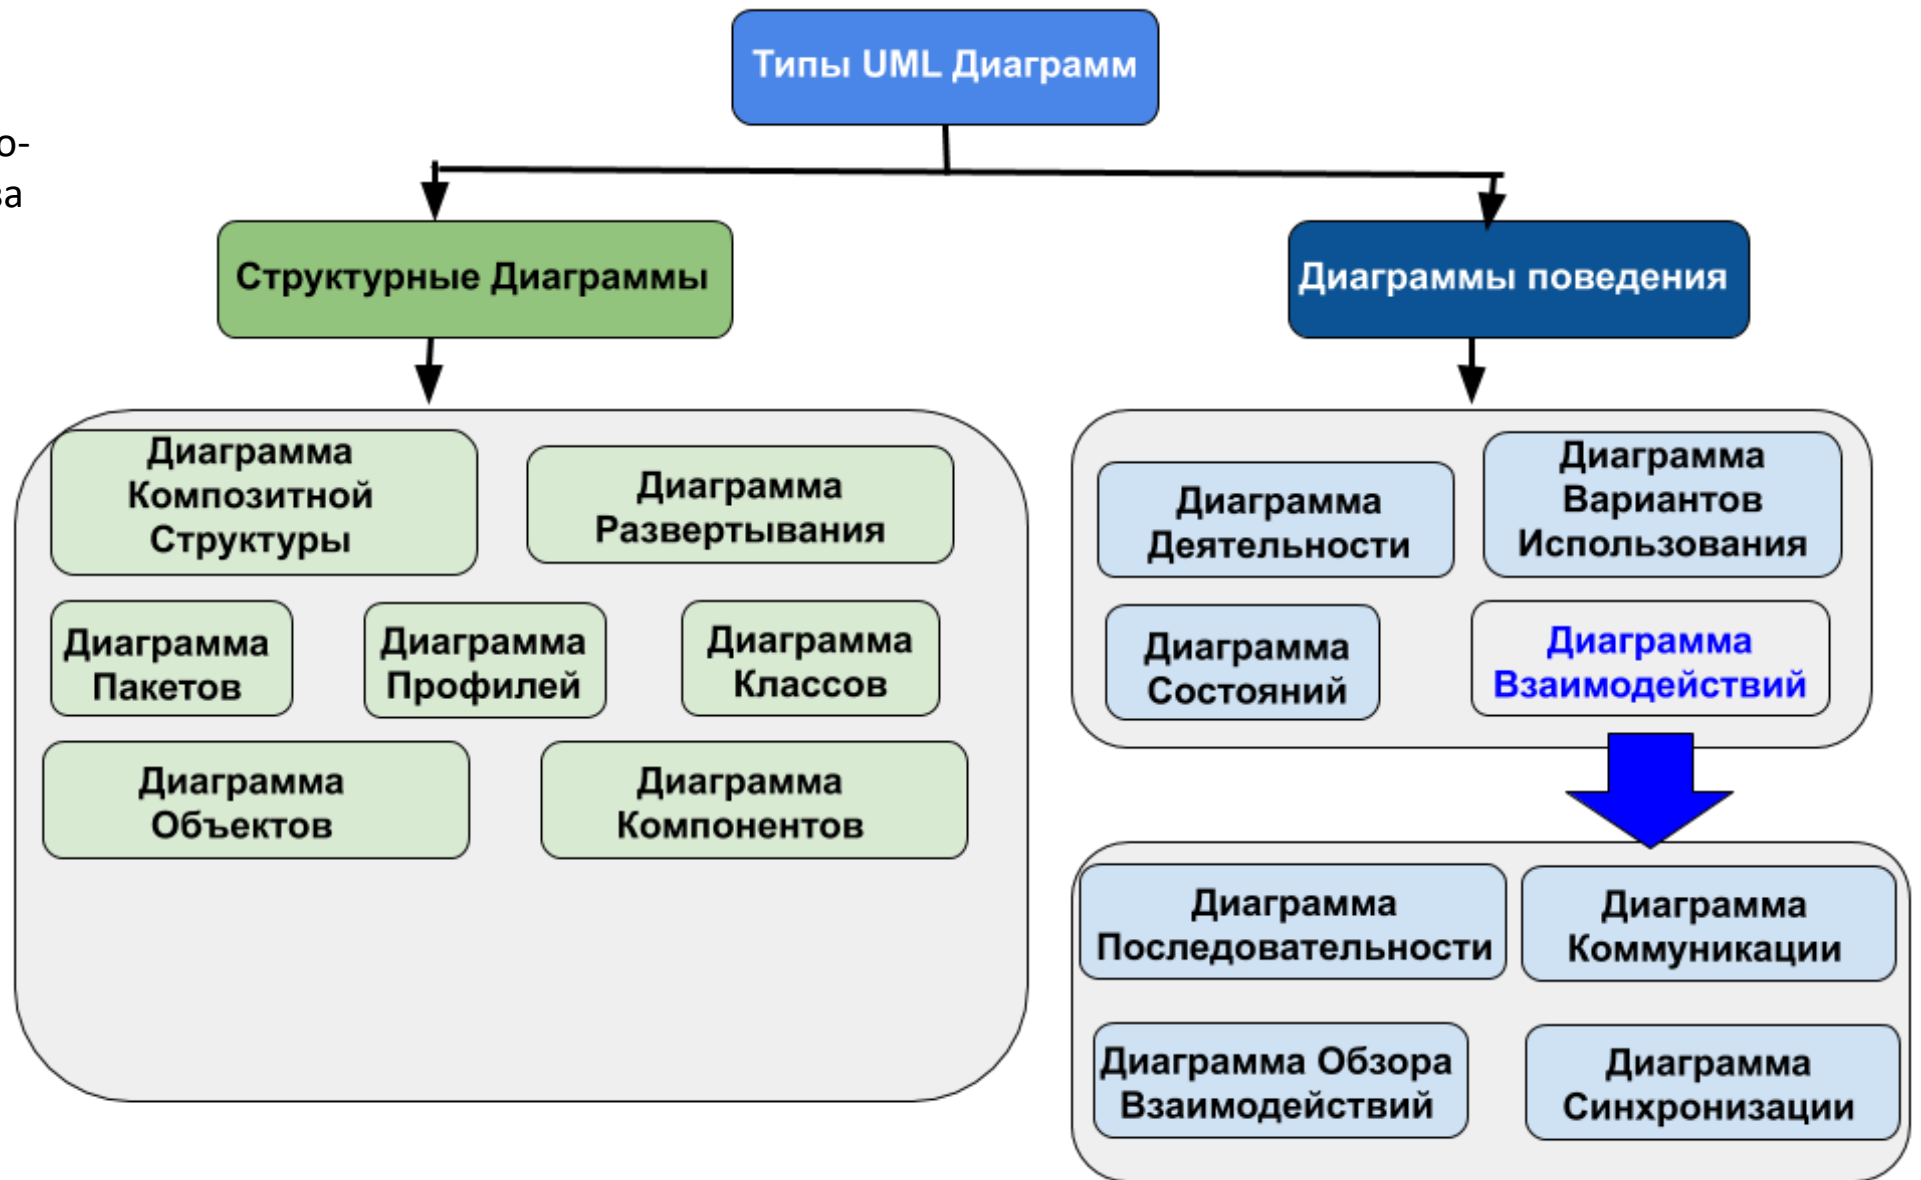 Типы UML Диаграмм
о-
ва
Структурные Диаграммы
Диаграммы поведения
Диаграмма
Композитной
Структуры
Диаграмма
Развертывания
Диаграмма
Пакетов
Диаграмма
Профилей
Диаграмма
Классов
Диаграмма
Объектов
Диаграмма
Компонентов
Диаграмма
Деятельности
Диаграмма
Вариантов
Использования
Диаграмма
Состояний
Диаграмма
Взаимодействий
Диаграмма
Последовательности
Диаграмма
Коммуникации
Диаграмма Обзора
Взаимодействий
Диаграмма
Синхронизации